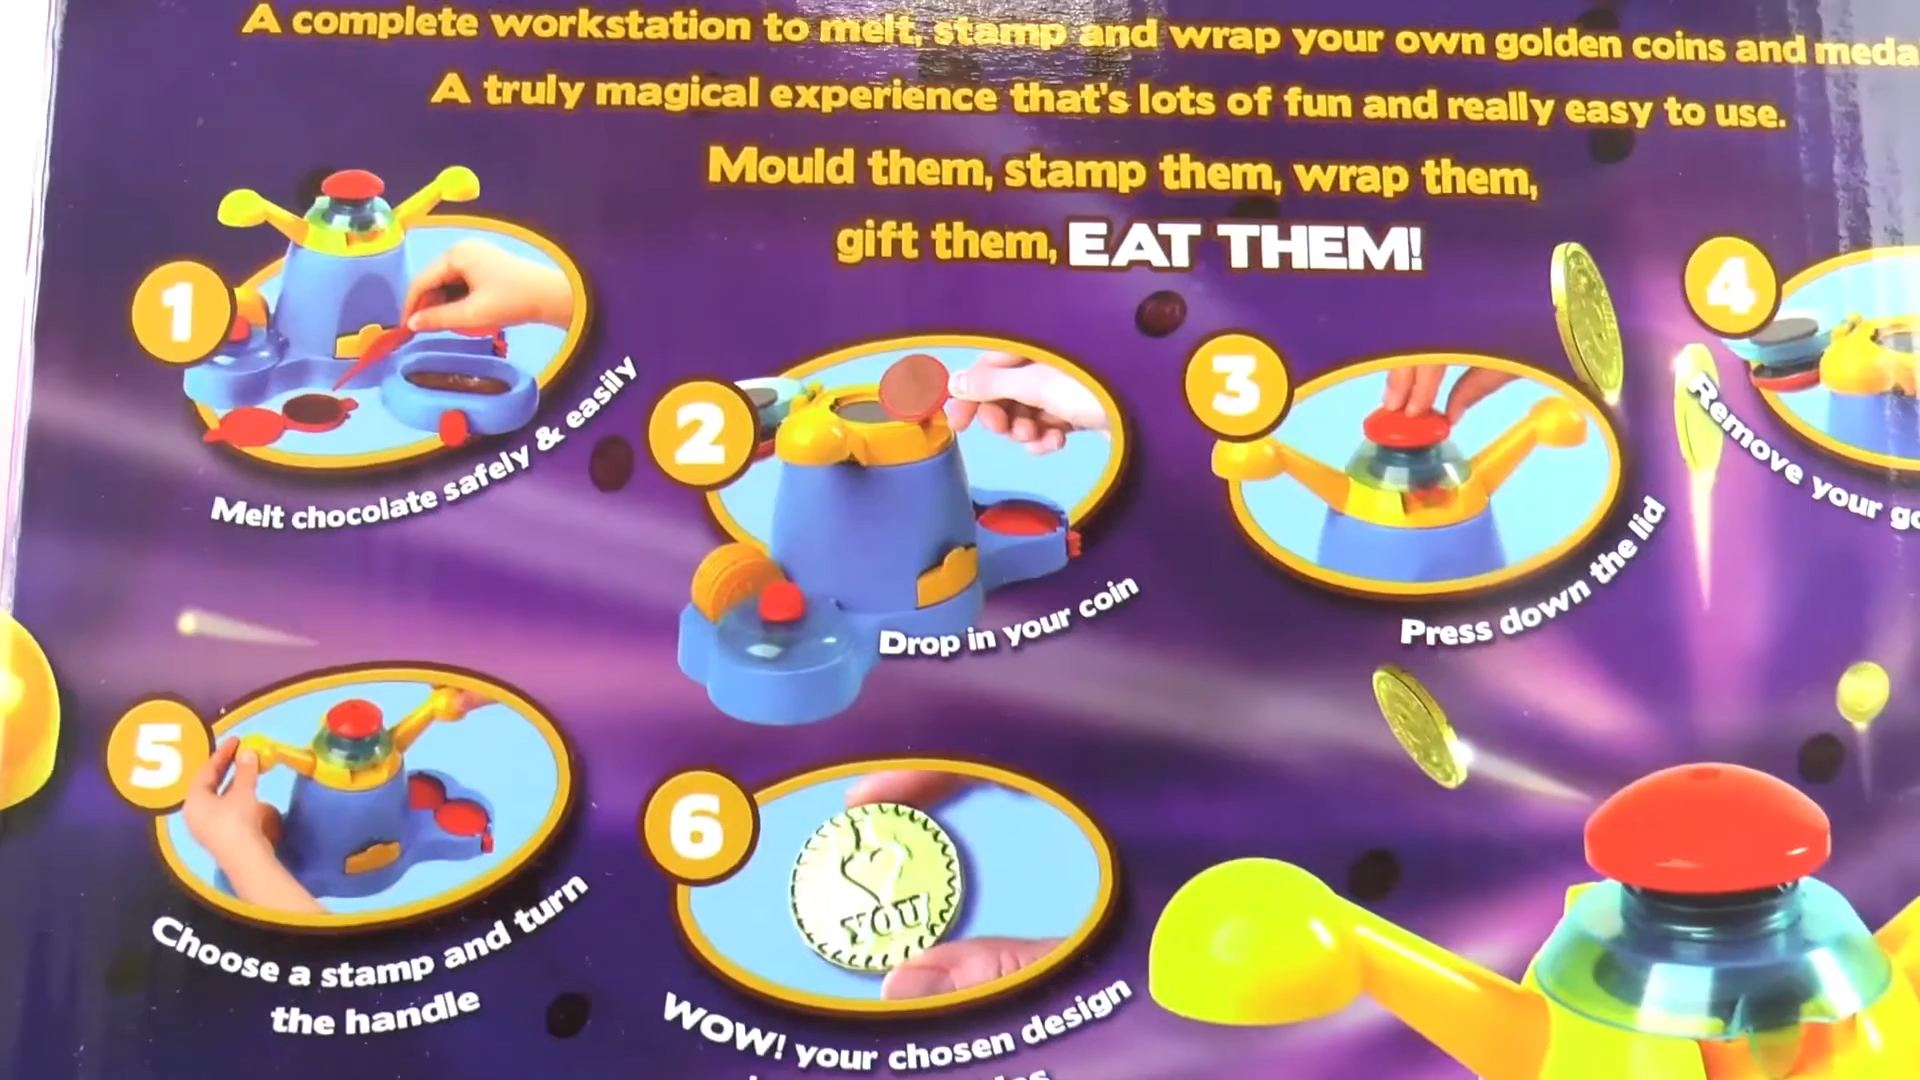 A complete workstation to melt, stamp and wrap your own golden coins and
A truly magical experience that's lots of fun and really easy to use.
Mould them, stamp them, wrap them,
gift them, EAT THEM!
1
Melt chocolate safely & easily
2
Drop in your coin
3
Press down the lid
4
Remove your
5
Choose a stamp and turn
the handle
6
YOU
WOW! your chosen design